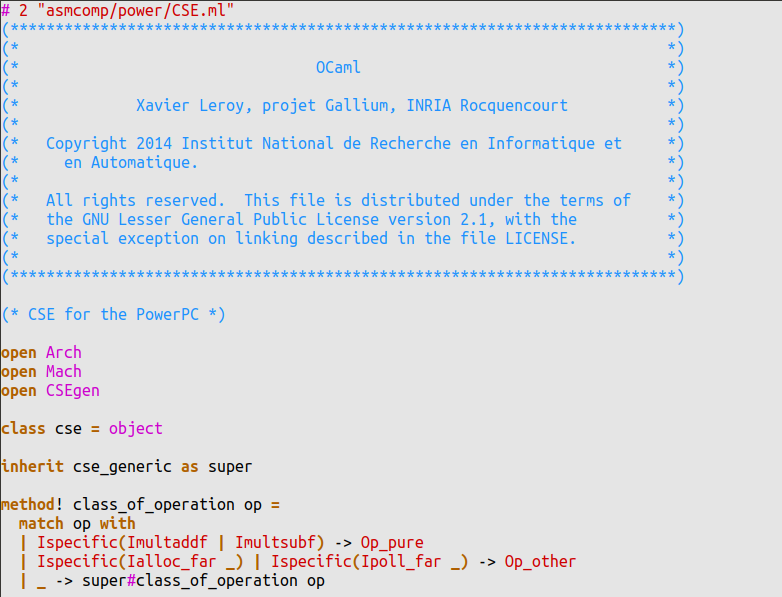 # 2 "asmcomp/power/CSE.ml"
(**************************************************************************)
(*                                                                        *)
(*                                 OCaml                                  *)
(*                                                                        *)
(*             Xavier Leroy, projet Gallium, INRIA Rocquencourt           *)
(*                                                                        *)
(*   Copyright 2014 Institut National de Recherche en Informatique et     *)
(*     en Automatique.                                                    *)
(*                                                                        *)
(*   All rights reserved.  This file is distributed under the terms of    *)
(*   the GNU Lesser General Public License version 2.1, with the          *)
(*   special exception on linking described in the file LICENSE.          *)
(*                                                                        *)
(**************************************************************************)

(* CSE for the PowerPC *)

open Arch
open Mach
open CSEgen

class cse = object

inherit cse_generic as super

method! class_of_operation op =
  match op with
  | Ispecific(Imultaddf | Imultsubf) -> Op_pure
  | Ispecific(Ialloc_far _) | Ispecific(Ipoll_far _) -> Op_other
  | _ -> super#class_of_operation op